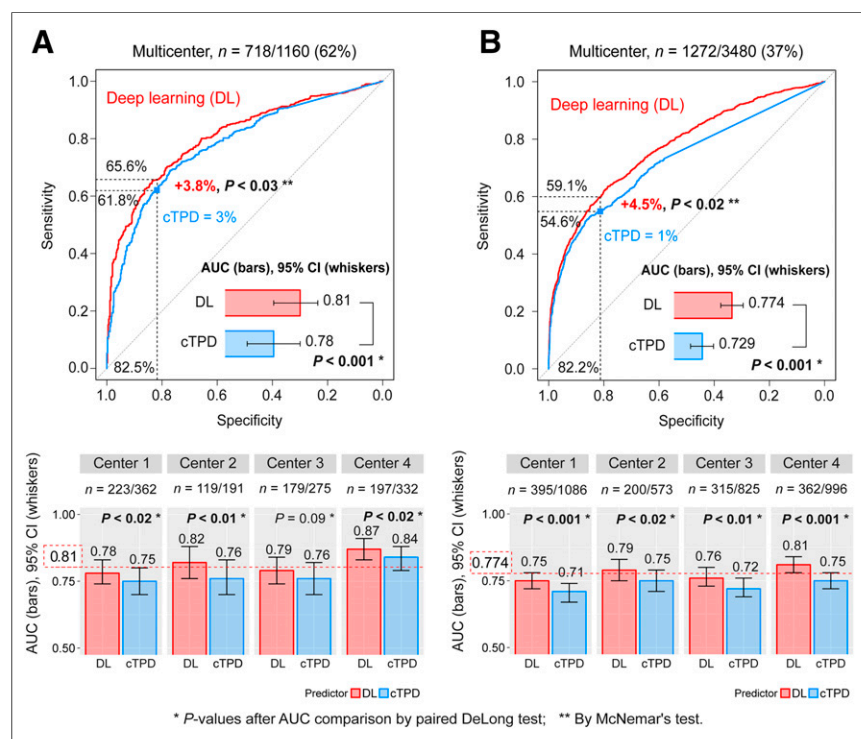 A
Multicenter, n = 718/1160 (62%)
Deep learning (DL)
1.0
0.8
0.6
0.4
0.2
0.0
Sensitivity
65.6%
61.8%
+3.8%, P < 0.03 **
cTPD = 3%
AUC (bars), 95% CI (whiskers)
DL
0.81
cTPD
0.78
P < 0.001 *
82.5%
1.0 0.8 0.6 0.4 0.2 0.0
Specificity
B
Multicenter, n = 1272/3480 (37%)
Deep learning (DL)
1.0
0.8
0.6
0.4
0.2
0.0
Sensitivity
59.1%
54.6%
+4.5%, P < 0.02 **
cTPD = 1%
AUC (bars), 95% CI (whiskers)
DL
0.774
cTPD
0.729
P < 0.001 *
82.2%
1.0 0.8 0.6 0.4 0.2 0.0
Specificity
AUC (bars), 95% CI (whiskers)
Center 1 Center 2 Center 3 Center 4
n = 223/362 n = 119/191 n = 179/275 n = 197/332
1.00
0.81
0.75
0.50
P < 0.02 * P < 0.01 * P = 0.09 * P < 0.02 *
0.78 0.75 0.82 0.76 0.79 0.76 0.87 0.84
DL cTPD DL cTPD DL cTPD DL cTPD
Predictor DL cTPD
AUC (bars), 95% CI (whiskers)
Center 1 Center 2 Center 3 Center 4
n = 395/1086 n = 200/573 n = 315/825 n = 362/996
1.00
0.774
0.75
0.50
P < 0.001 * P < 0.02 * P < 0.01 * P < 0.001 *
0.75 0.71 0.79 0.75 0.76 0.72 0.81 0.75
DL cTPD DL cTPD DL cTPD DL cTPD
Predictor DL cTPD
* P-values after AUC comparison by paired DeLong test; ** By McNemar's test.